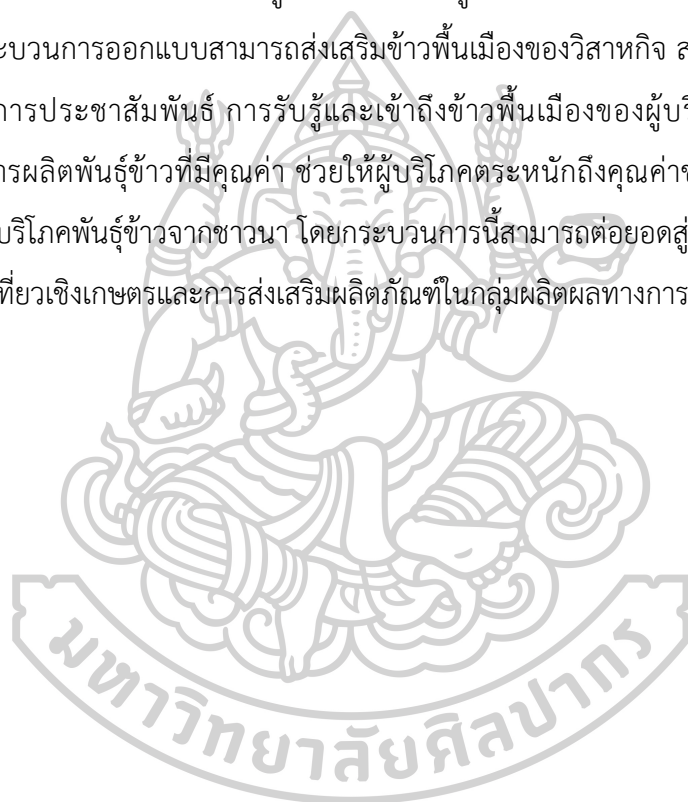 ะบวนการออกแบบสามารถส่งเสริมข้าวพื้นเมืองของวิสาหกิจ ส
การประชาสัมพันธ์ การรับรู้และเข้าถึงข้าวพื้นเมืองของผู้บริ
ารผลิตพันธุ์ข้าวที่มีคุณค่า ช่วยให้ผู้บริโภคตระหนักถึงคุณค่าข
บริโภคพันธุ์ข้าวจากชาวนา โดยกระบวนการนี้สามารถต่อยอดสู่
ที่ยวเชิงเกษตรและการส่งเสริมผลิตภัณฑ์ในกลุ่มผลิตผลทางการ
มหาวิทยาลัยศิลปากร